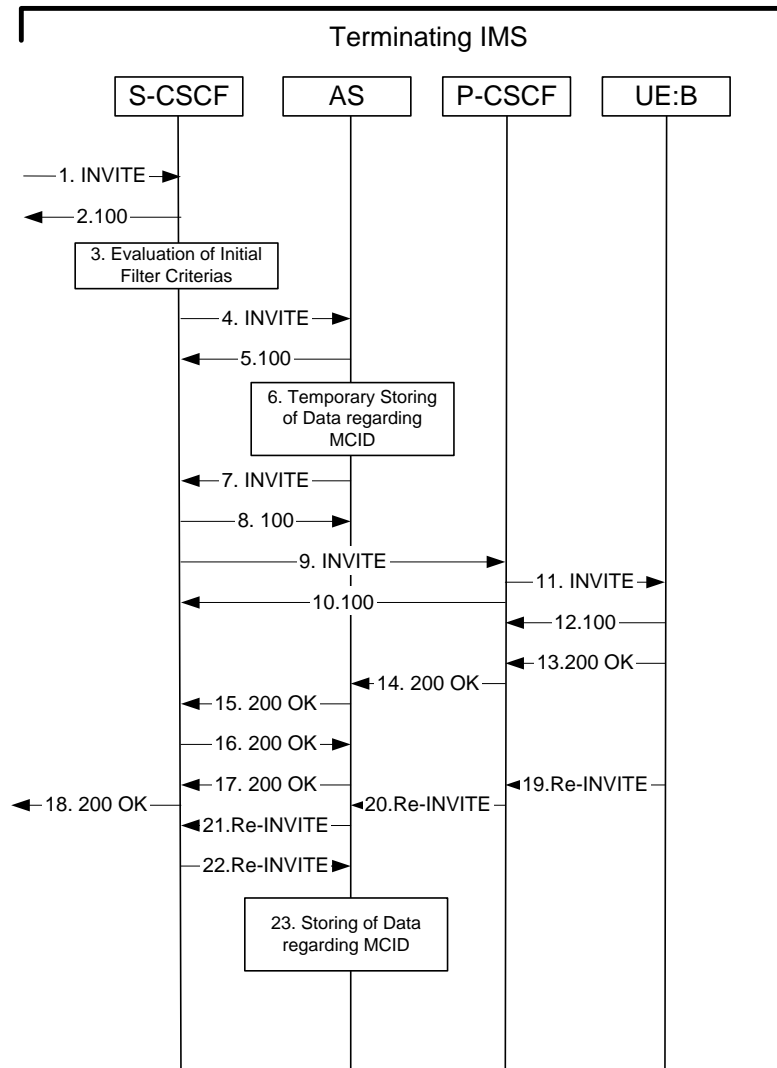 Terminating IMS
S-CSCF
AS
P-CSCF
UE:B
1. INVITE
2.100
3. Evaluation of Initial
Filter Criterias
4. INVITE
5.100
6. Temporary Storing
of Data regarding
MCID
7. INVITE
8. 100
9. INVITE
11. INVITE
10.100
12.100
13.200 OK
14. 200 OK
15. 200 OK
16. 200 OK
17. 200 OK
19.Re-INVITE
18. 200 OK
20.Re-INVITE
21.Re-INVITE
22.Re-INVITE
23. Storing of Data
regarding MCID